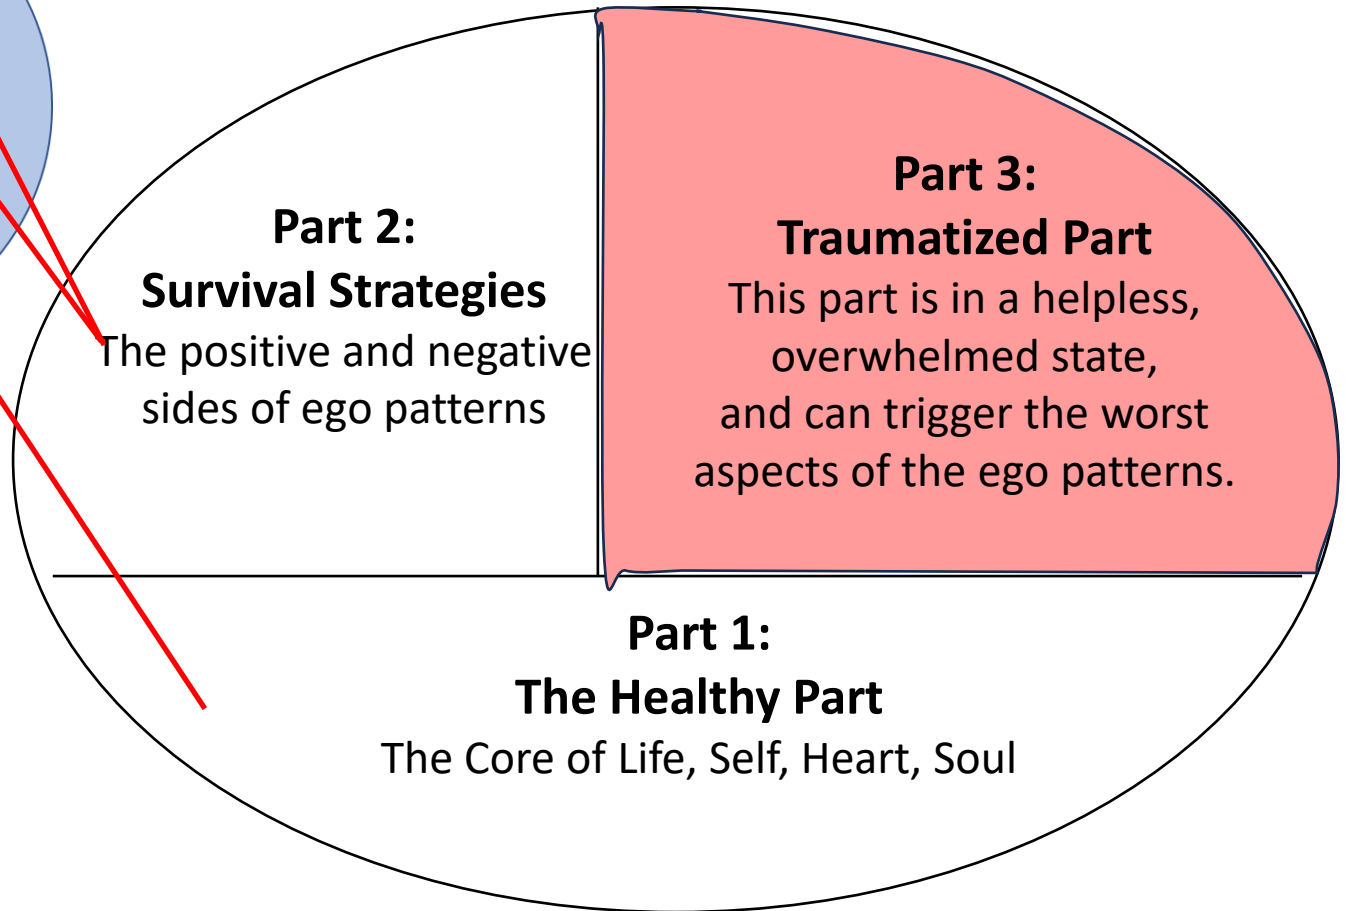 Part 2:
Survival Strategies
The positive and negative
sides of ego patterns
Part 3:
Traumatized Part
This part is in a helpless,
overwhelmed state,
and can trigger the worst
aspects of the ego patterns.
Part 1:
The Healthy Part
The Core of Life, Self, Heart, Soul